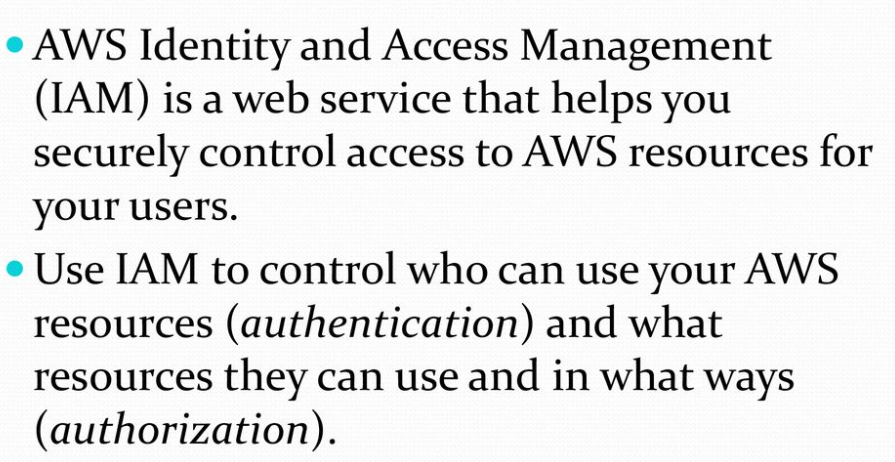 • AWS Identity and Access Management
(IAM) is a web service that helps you
securely control access to AWS resources for
your users.
• Use IAM to control who can use your AWS
resources (authentication) and what
resources they can use and in what ways
(authorization).